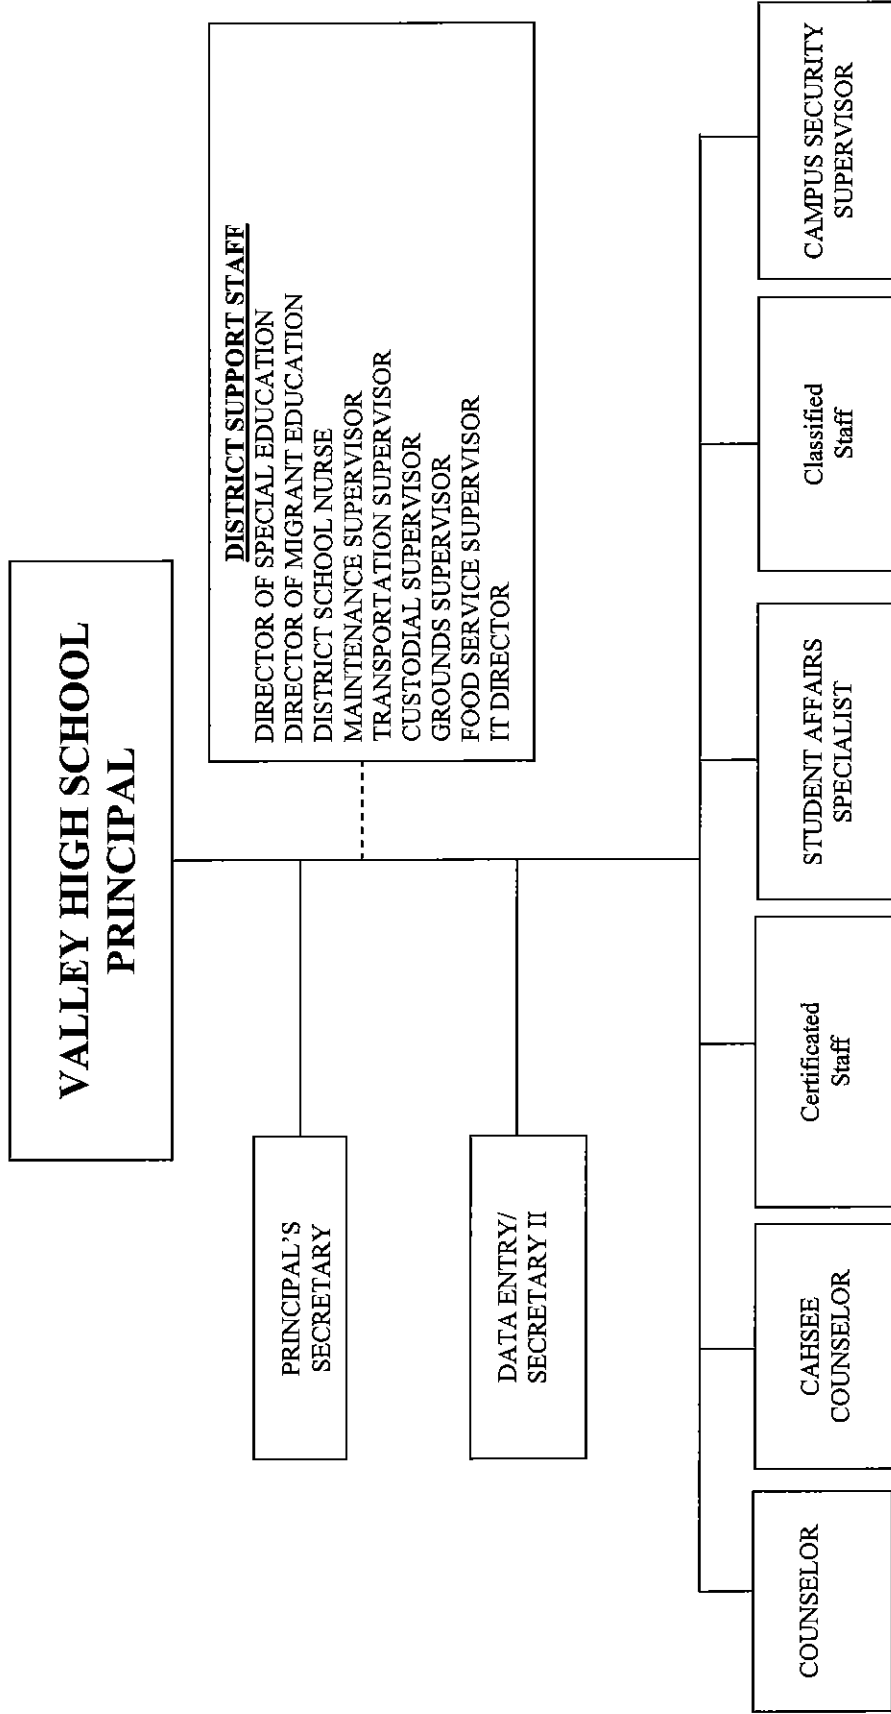 VALLEY HIGH SCHOOL
PRINCIPAL
DISTRICT SUPPORT STAFF
DIRECTOR OF SPECIAL EDUCATION
DIRECTOR OF MIGRANT EDUCATION
DISTRICT SCHOOL NURSE
MAINTENANCE SUPERVISOR
TRANSPORTATION SUPERVISOR
CUSTODIAL SUPERVISOR
GROUNDS SUPERVISOR
FOOD SERVICE SUPERVISOR
IT DIRECTOR
PRINCIPAL'S
SECRETARY
DATA ENTRY/
SECRETARY II
COUNSELOR
CAHSEE
COUNSELOR
Certificated
Staff
STUDENT AFFAIRS
SPECIALIST
Classified
Staff
CAMPUS SECURITY
SUPERVISOR